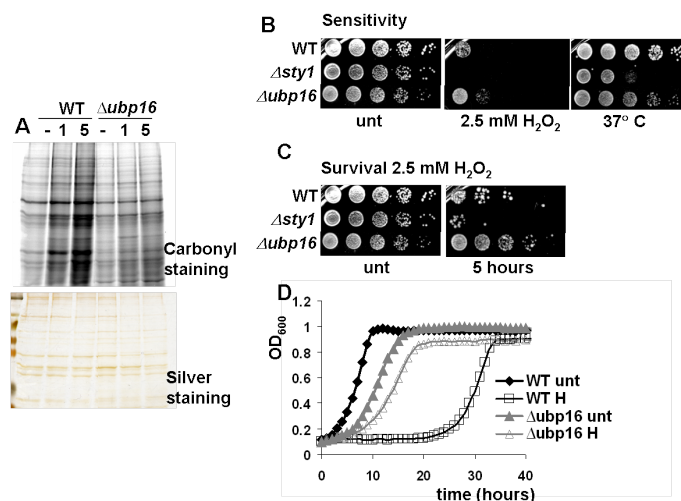 A
WT Δubp16
- 1 5 - 1 5
Carbonyl
staining
Silver
staining
B Sensitivity
WT
Δsty1
Δubp16
unt 2.5 mM H₂O₂ 37° C
C Survival 2.5 mM H₂O₂
WT
Δsty1
Δubp16
unt 5 hours
D
OD₆₀₀
1.2
1
0.8
0.6
0.4
0.2
0
0 10 20 30 40
time (hours)
WT unt
WT H
Δubp16 unt
Δubp16 H